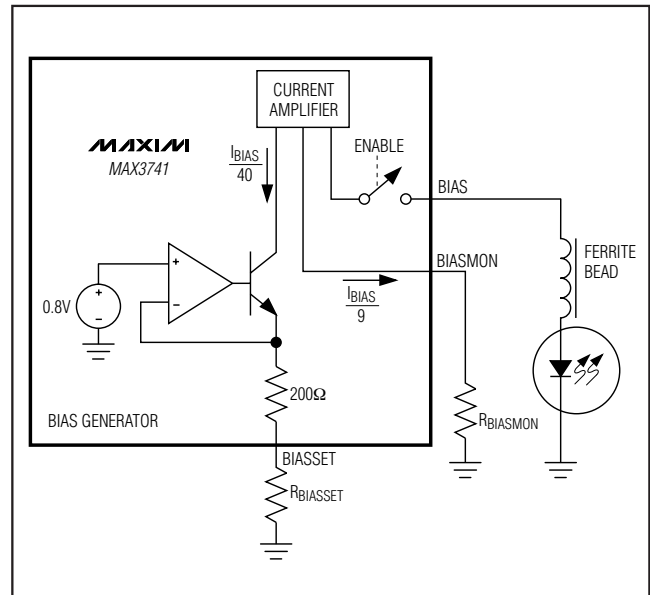 CURRENT
AMPLIFIER
MAXIM
MAX3741
IBIAS
40
ENABLE
BIAS
BIASMON
FERRITE
BEAD
IBIAS
9
+
−
+
−
0.8V
200Ω
RBIASMON
BIAS GENERATOR
BIASSET
RBIASSET